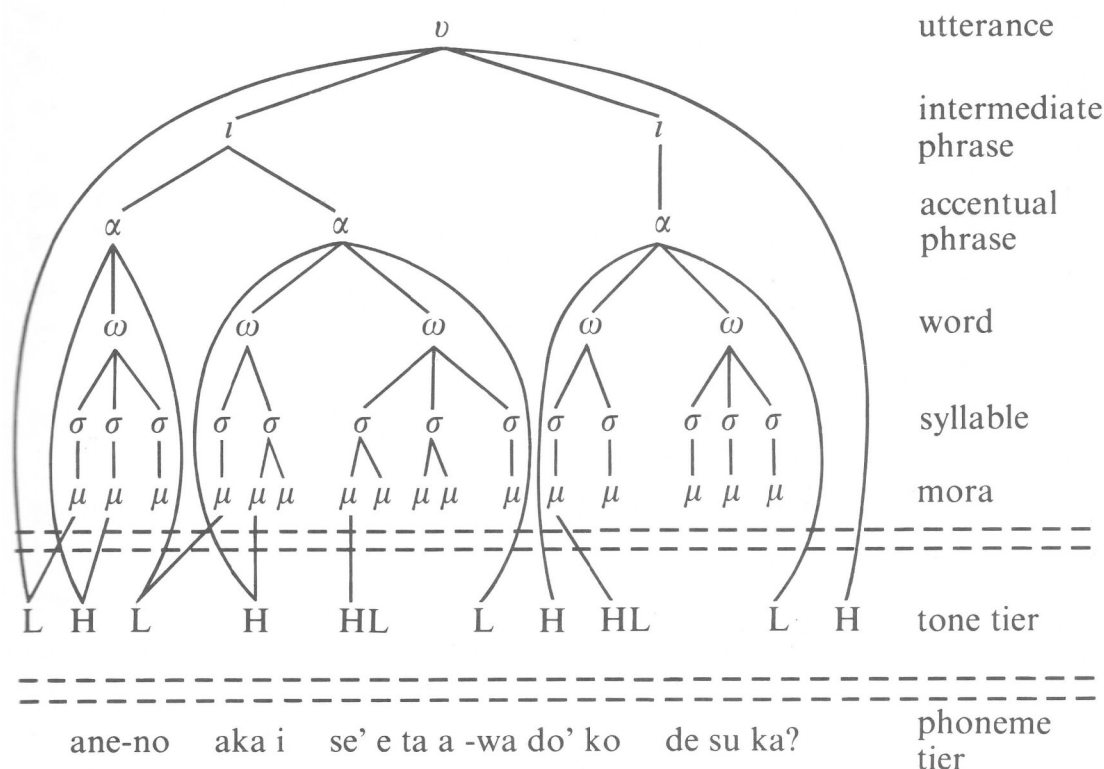 υ utterance
ι ι intermediate
phrase
α α α accentual
phrase
ω ω ω ω ω word
σ σ σ σ σ σ σ σ σ σ σ σ σ syllable
μ μ μ μ μ μ μ μ μ μ μ μ μ μ μ μ mora
L H L H HL L H HL L H tone tier
ane-no aka i se’ e ta a -wa do’ ko de su ka? phoneme
tier